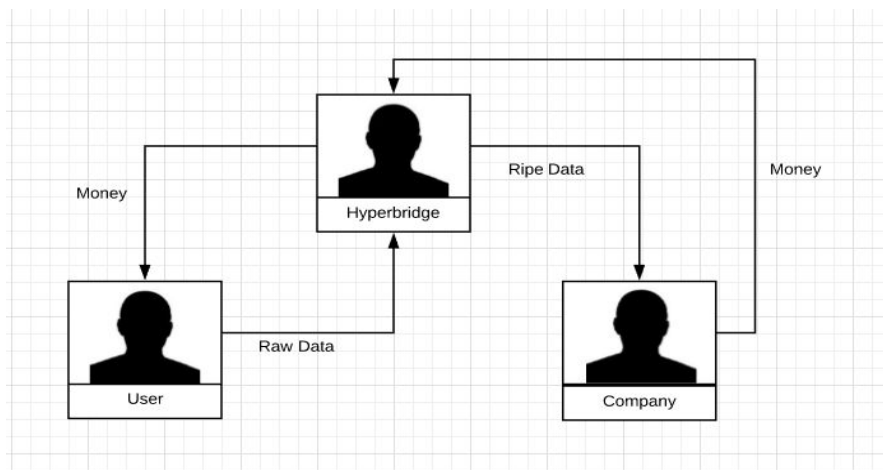 Hyperbridge
Money
Ripe Data
Money
Raw Data
User
Company